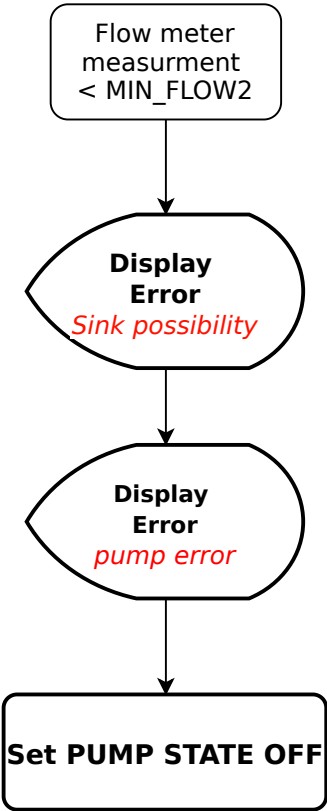 Flow meter
measurment
< MIN_FLOW2
Display
Error
Sink possibility
Display
Error
pump error
Set PUMP STATE OFF